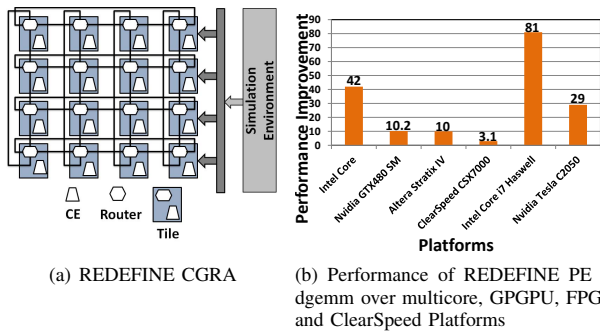 Simulation
Environment
CE
Router
Tile
(a) REDEFINE CGRA
Performance Improvement
90
80
70
60
50
40
30
20
10
0
42
10.2
10
3.1
81
29
Intel Core
Nvidia GTX480 SM
Altera Stratix IV
ClearSpeed CSX7000
Intel Core i7 Haswell
Nvidia Tesla C2050
Platforms
(b) Performance of REDEFINE PE
dgemm over multicore, GPGPU, FPG
and ClearSpeed Platforms